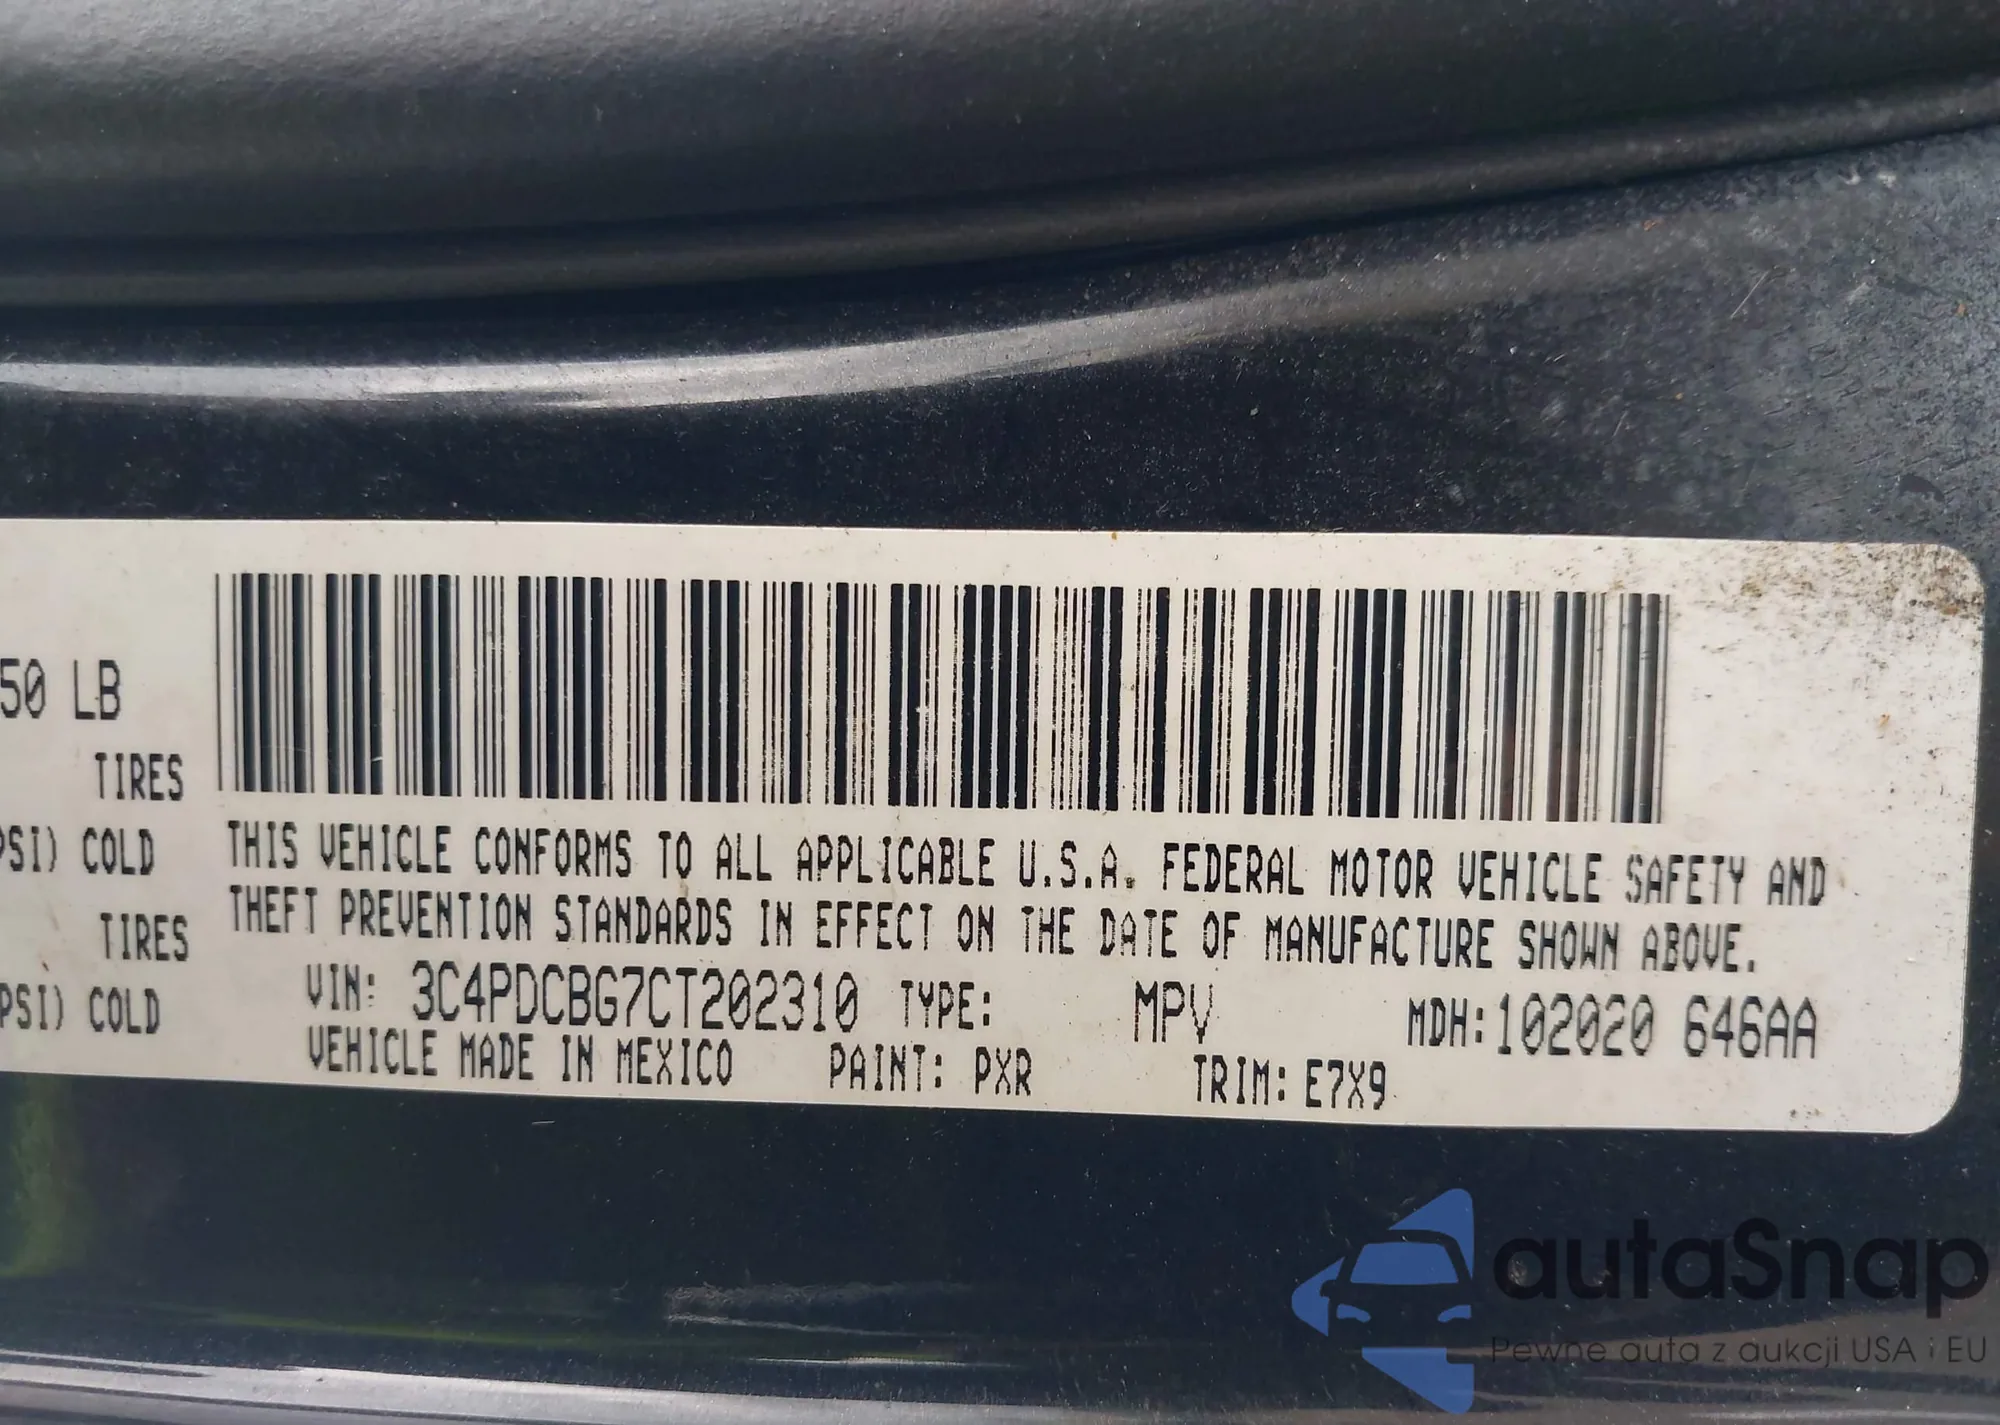 50 LB
TIRES
PSI) COLD
TIRES
PSI) COLD
THIS VEHICLE CONFORMS TO ALL APPLICABLE U.S.A. FEDERAL MOTOR VEHICLE SAFETY AND
THEFT PREVENTION STANDARDS IN EFFECT ON THE DATE OF MANUFACTURE SHOWN ABOVE.
VIN: 3C4PDCBG7CT202310 TYPE: MPV MDH:102020 646AA
VEHICLE MADE IN MEXICO PAINT: PXR TRIM: E7X9
autaSnap
Pewne auta z aukcji USA i EU